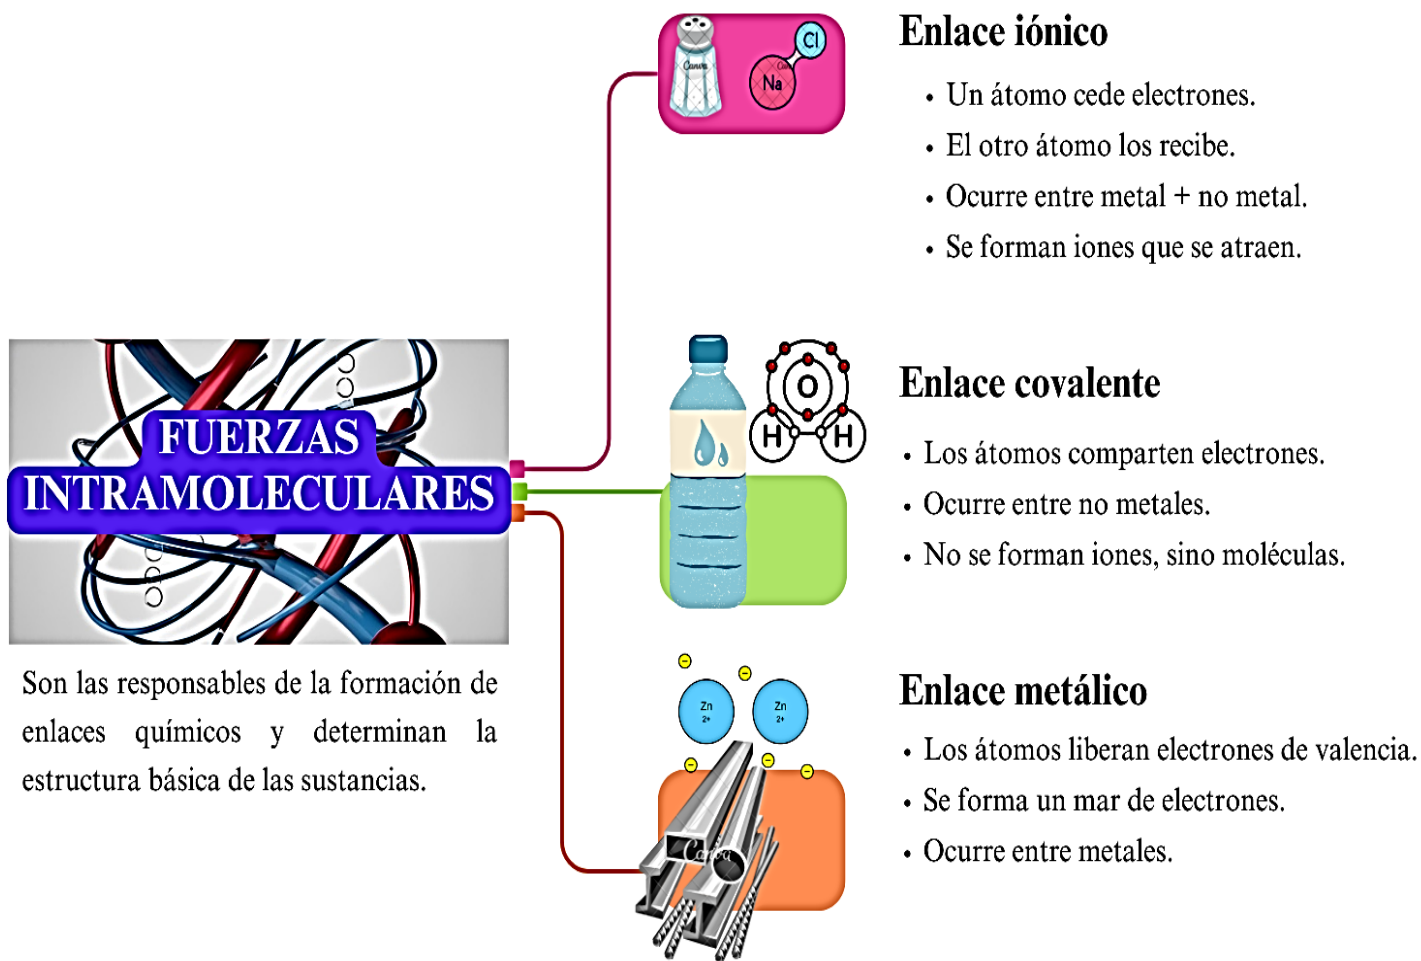 FUERZAS
INTRAMOLECULARES
Son las responsables de la formación de
enlaces químicos y determinan la
estructura básica de las sustancias.
Canva
Na
Cl
Enlace iónico
• Un átomo cede electrones.
• El otro átomo los recibe.
• Ocurre entre metal + no metal.
• Se forman iones que se atraen.
O
H H
Enlace covalente
• Los átomos comparten electrones.
• Ocurre entre no metales.
• No se forman iones, sino moléculas.
Zn
2+
Zn
2+
Canva
Enlace metálico
• Los átomos liberan electrones de valencia.
• Se forma un mar de electrones.
• Ocurre entre metales.